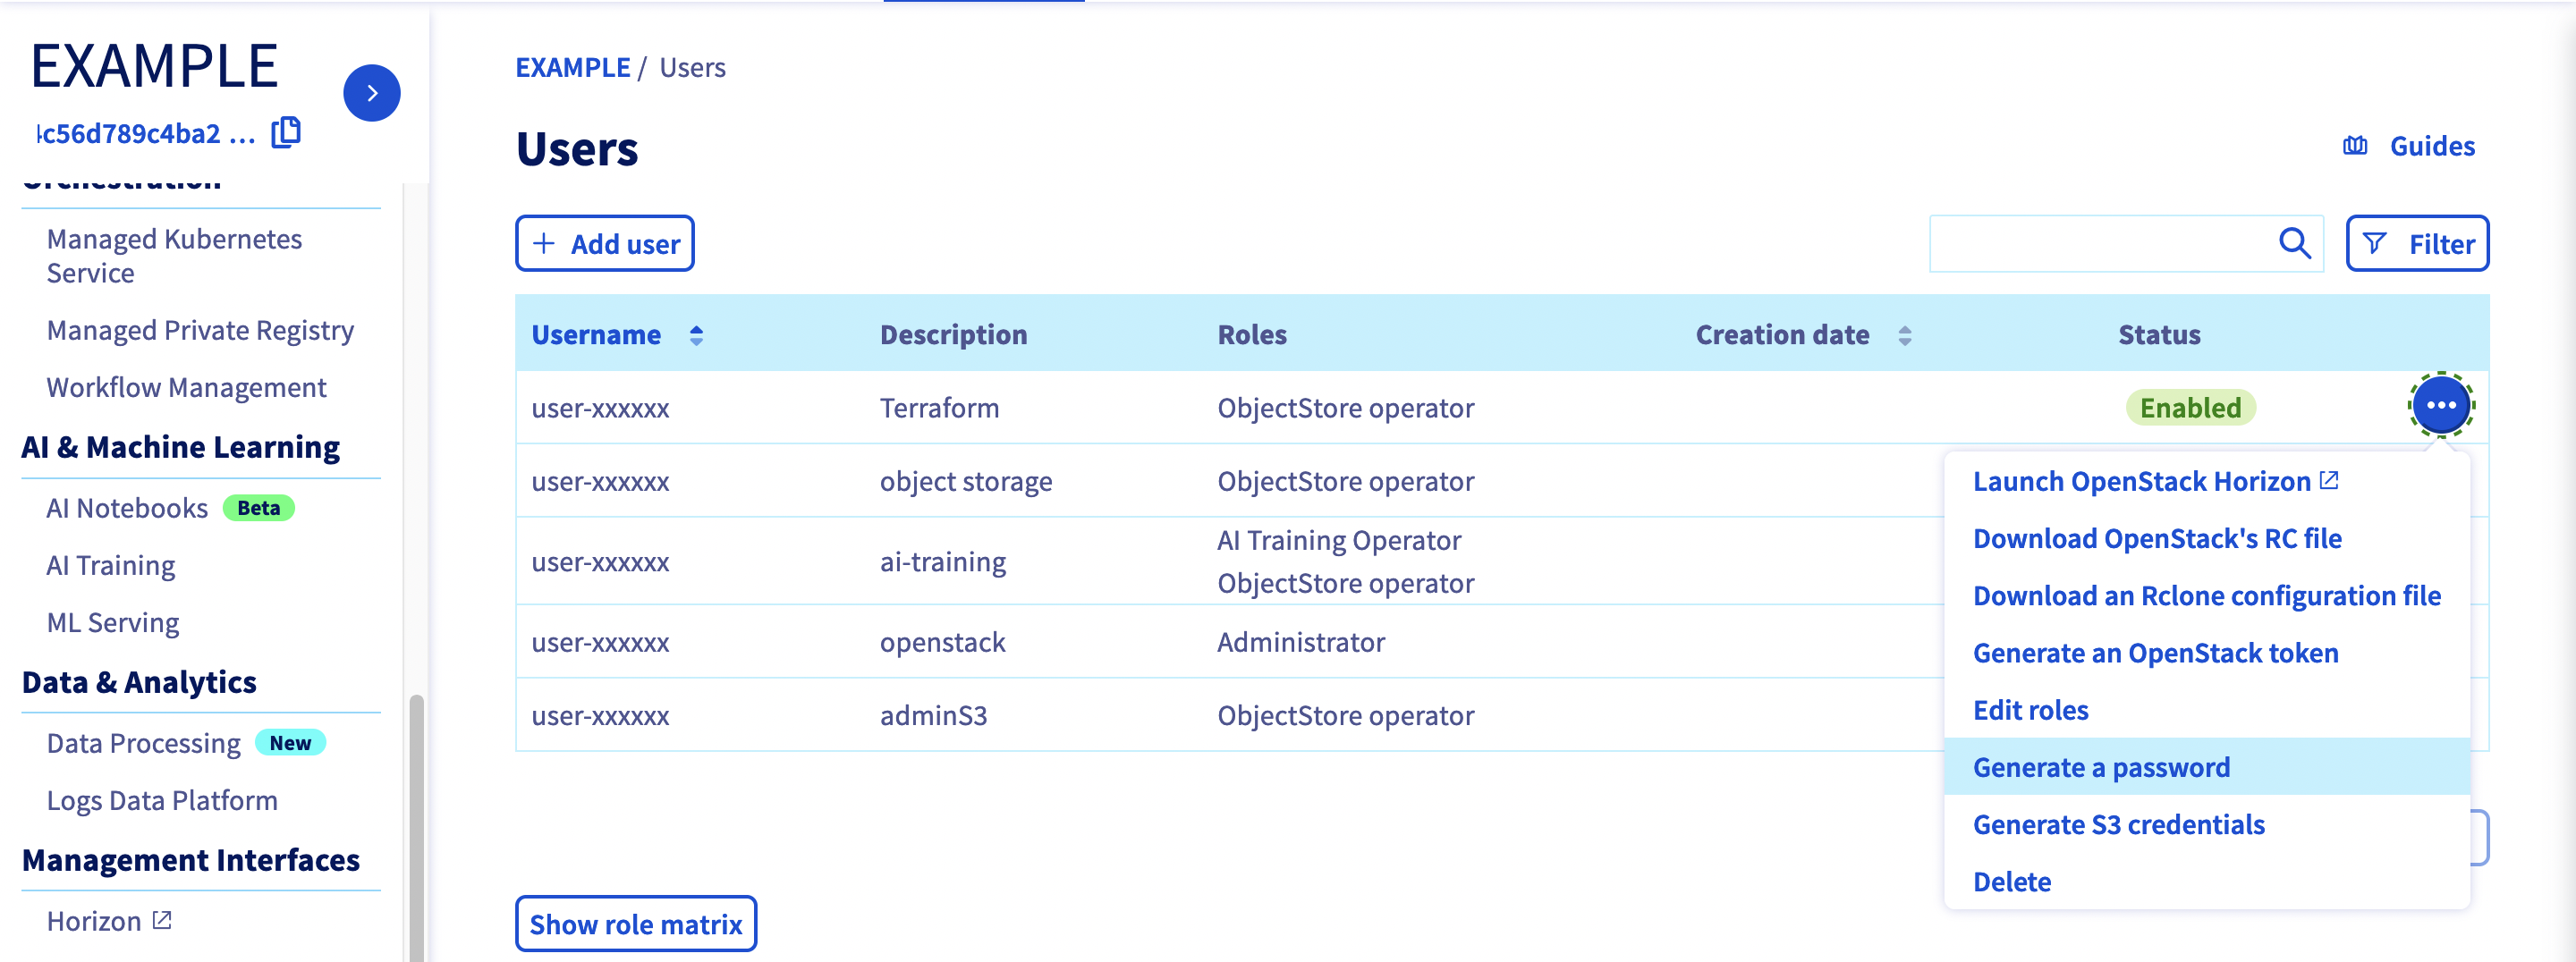 EXAMPLE
c56d789c4ba2 ...
Orchestration
Managed Kubernetes
Service
Managed Private Registry
Workflow Management
AI & Machine Learning
AI Notebooks Beta
AI Training
ML Serving
Data & Analytics
Data Processing New
Logs Data Platform
Management Interfaces
Horizon
EXAMPLE / Users
Users
Guides
+ Add user
Filter
Username Description Roles Creation date Status
user-xxxxxx Terraform ObjectStore operator Enabled
user-xxxxxx object storage ObjectStore operator
user-xxxxxx ai-training AI Training Operator
ObjectStore operator
user-xxxxxx openstack Administrator
user-xxxxxx adminS3 ObjectStore operator
Launch OpenStack Horizon
Download OpenStack's RC file
Download an Rclone configuration file
Generate an OpenStack token
Edit roles
Generate a password
Generate S3 credentials
Delete
Show role matrix